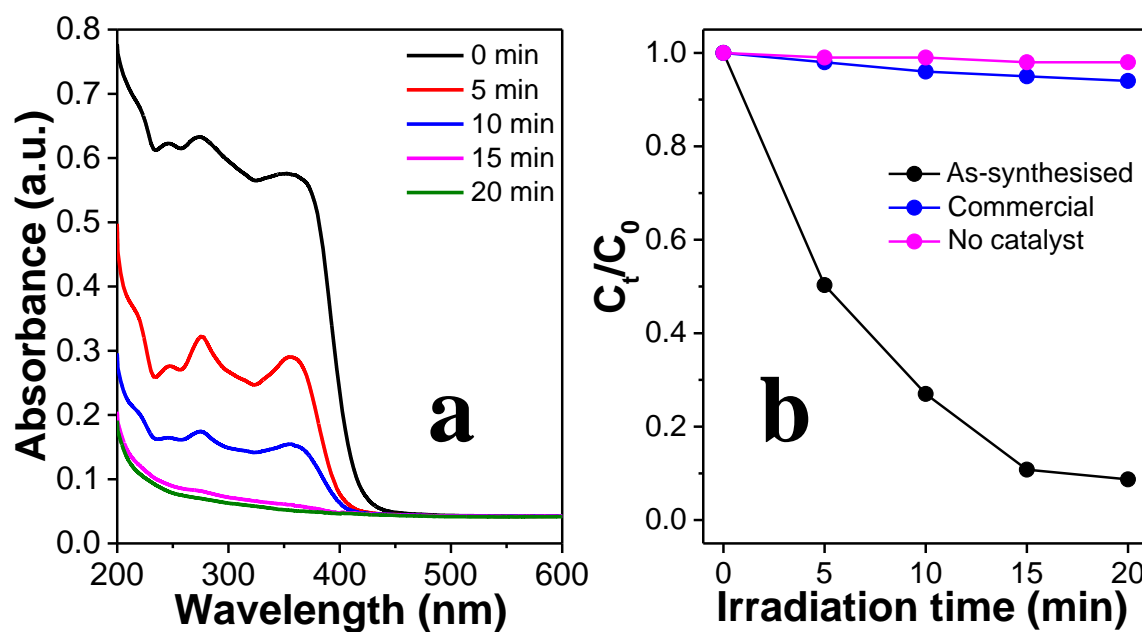 0.8
0.7
0.6
0.5
0.4
0.3
0.2
0.1
0.0
Absorbance (a.u.)
0 min
5 min
10 min
15 min
20 min
a
200 300 400 500 600
Wavelength (nm)
1.0
0.8
0.6
0.4
0.2
0.0
Cₜ/C₀
As-synthesised
Commercial
No catalyst
b
0 5 10 15 20
Irradiation time (min)